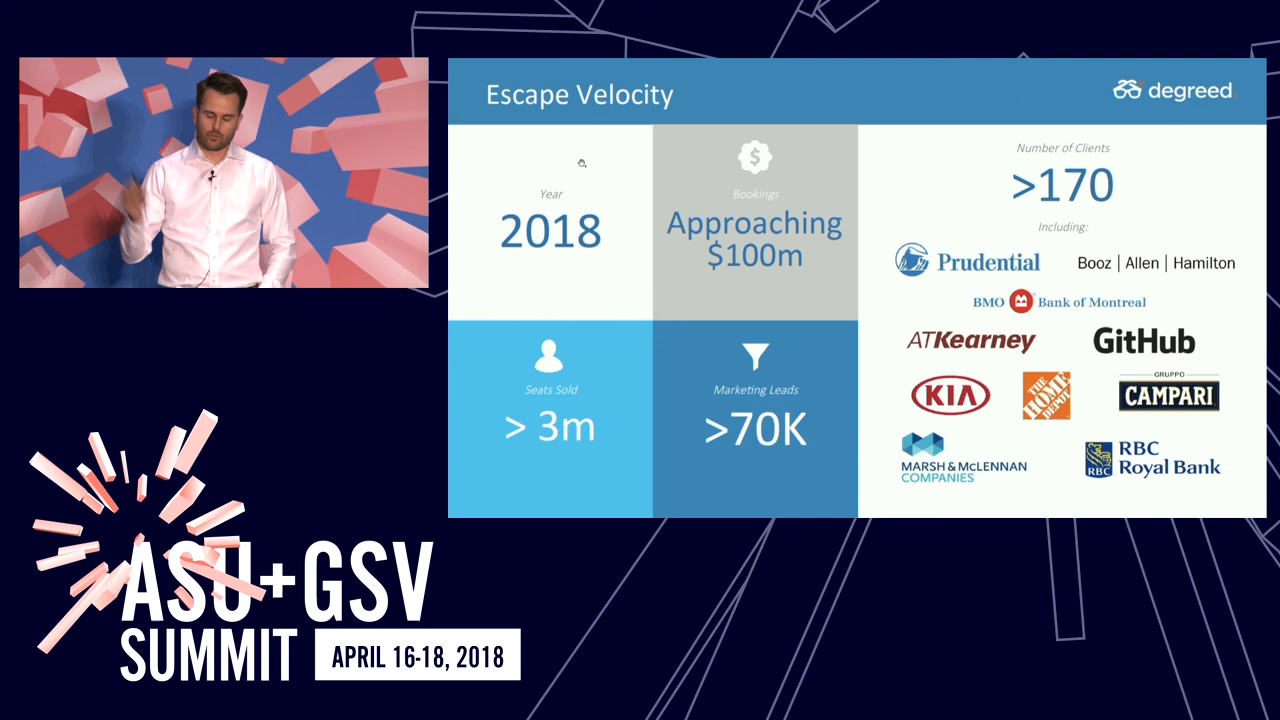 Escape Velocity
degreed.
Year
2018
$
Bookings
Approaching
$100m
Seats Sold
> 3m
Marketing Leads
>70K
Number of Clients
>170
Including:
Prudential
Booz | Allen | Hamilton
BMO Bank of Montreal
ATKearney
GitHub
KIA
THE HOME DEPOT
GRUPPO
CAMPARI
MARSH & McLENNAN
COMPANIES
RBC
RBC
Royal Bank
ASU+GSV
SUMMIT
APRIL 16-18, 2018